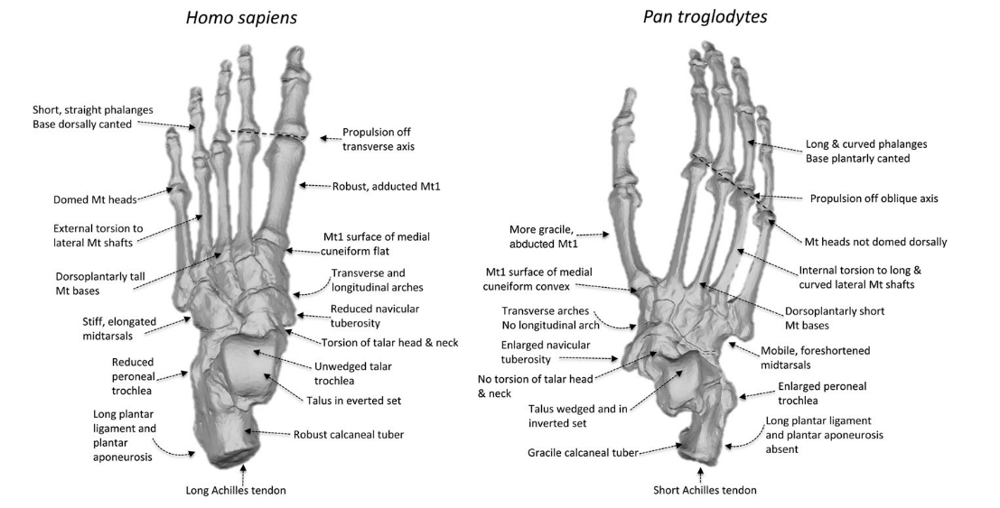 Homo sapiens
Short, straight phalanges
Base dorsally canted
Propulsion off
transverse axis
Robust, adducted Mt1
Domed Mt heads
External torsion to
lateral Mt shafts
Mt1 surface of medial
cuneiform flat
Dorsoplantarly tall
Mt bases
Transverse and
longitudinal arches
Stiff, elongated
midtarsals
Reduced navicular
tuberosity
Torsion of talar head & neck
Reduced
peroneal
trochlea
Unwedged talar
trochlea
Talus in everted set
Long plantar
ligament and
plantar
aponeurosis
Robust calcaneal tuber
Long Achilles tendon
Pan troglodytes
Long & curved phalanges
Base plantarly canted
Propulsion off oblique axis
More gracile,
abducted Mt1
Mt heads not domed dorsally
Mt1 surface of medial
cuneiform convex
Internal torsion to long &
curved lateral Mt shafts
Transverse arches
No longitudinal arch
Dorsoplantarly short
Mt bases
Enlarged navicular
tuberosity
Mobile, foreshortened
midtarsals
No torsion of talar head
& neck
Enlarged peroneal
trochlea
Talus wedged and in
inverted set
Long plantar ligament
and plantar aponeurosis
absent
Gracile calcaneal tuber
Short Achilles tendon